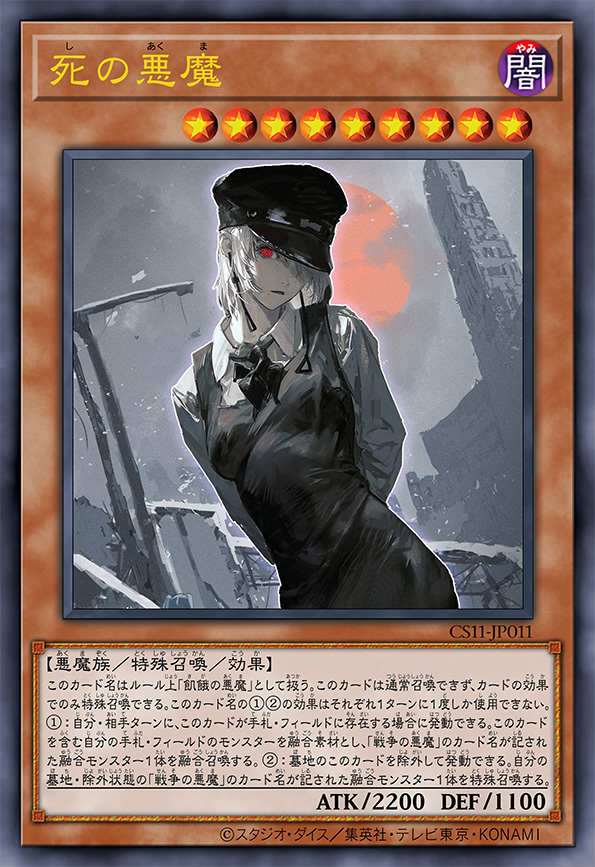 死の悪魔
闇
CS11-JP011
【悪魔族／特殊召喚／効果】
このカード名はルール上「飢餓の悪魔」として扱う。このカードは通常召喚できず、カードの効果
でのみ特殊召喚できる。このカード名の①②の効果はそれぞれ1ターンに1度しか使用できない。
①：自分・相手ターンに、このカードが手札・フィールドに存在する場合に発動できる。このカード
を含む自分の手札・フィールドのモンスターを融合素材とし、「戦争の悪魔」のカード名が記され
た融合モンスター1体を融合召喚する。②：墓地のこのカードを除外して発動できる。自分の
墓地・除外状態の「戦争の悪魔」のカード名が記された融合モンスター1体を特殊召喚する。
ATK/2200 DEF/1100
©スタジオ・ダイス／集英社・テレビ東京・KONAMI